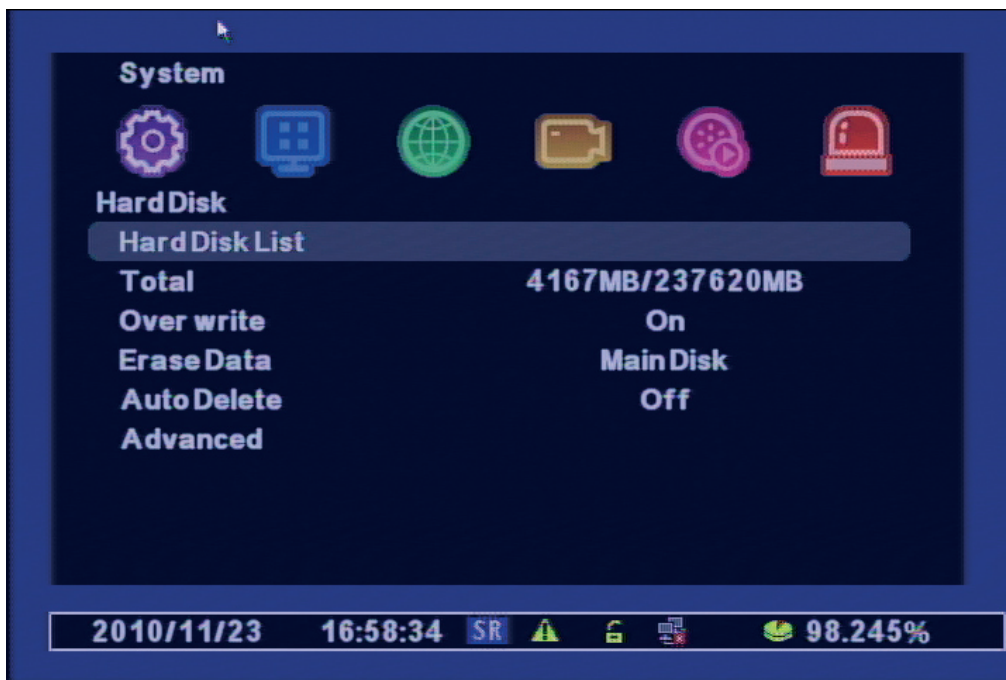 System
Hard Disk
Hard Disk List
Total 4167MB/237620MB
Over write On
Erase Data Main Disk
Auto Delete Off
Advanced
2010/11/23 16:58:34 SR 98.245%